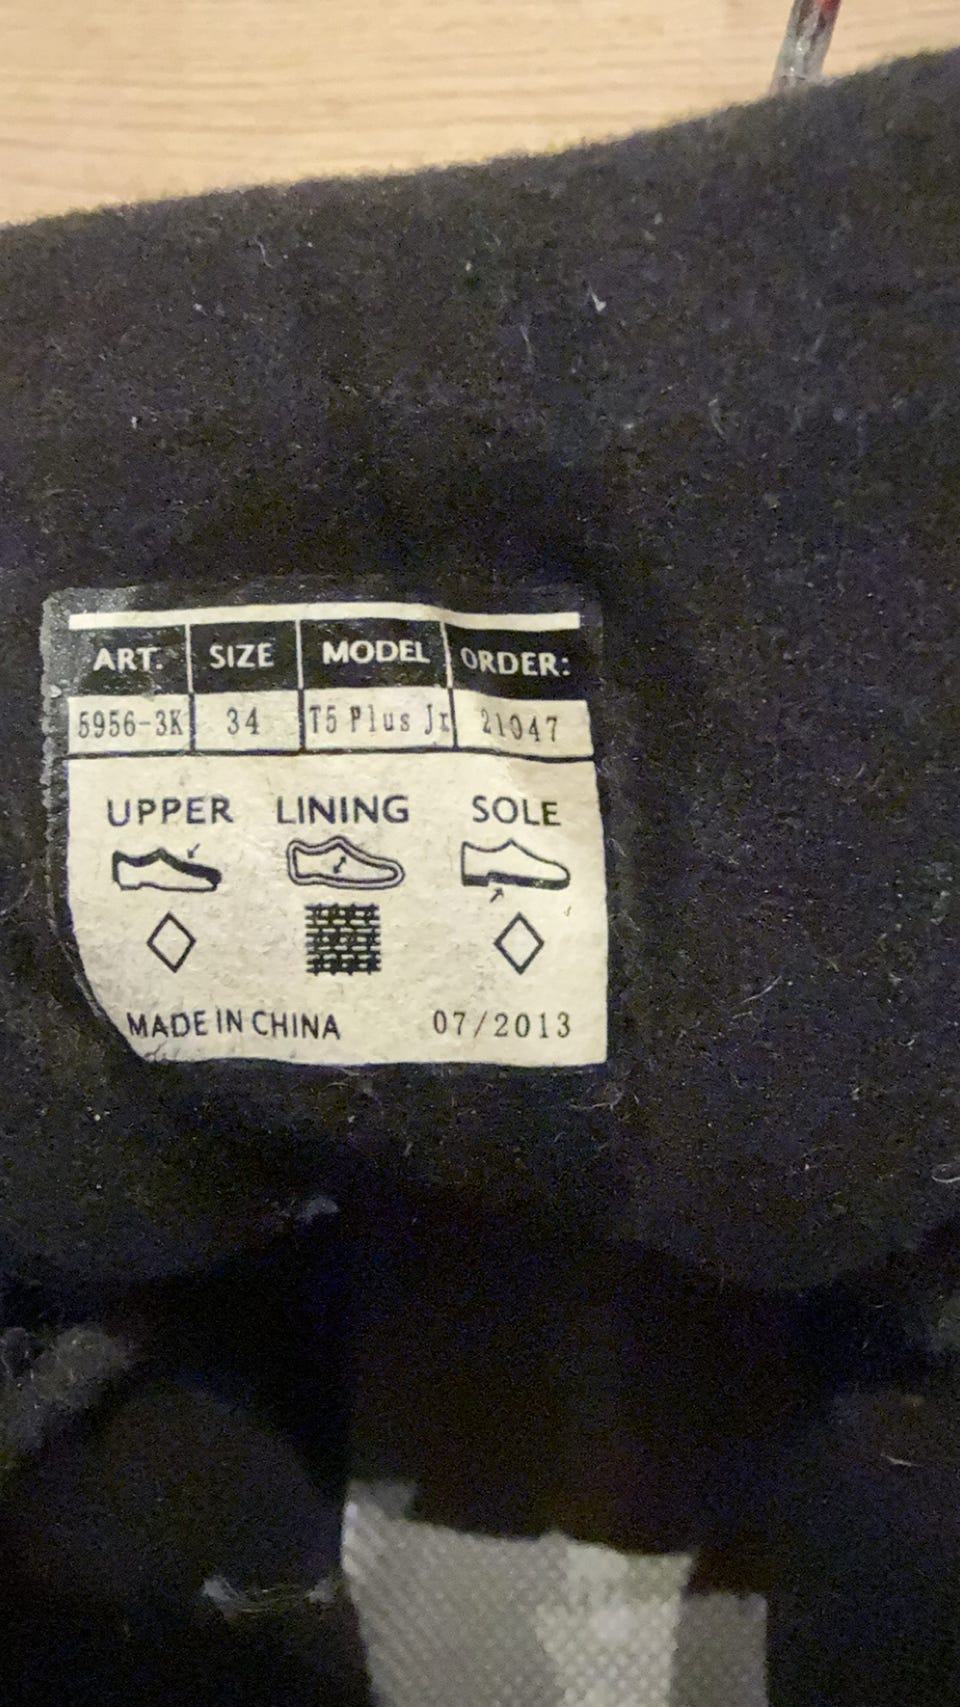 ART. SIZE MODEL ORDER:
5956-3K 34 T5 Plus Jr 21047
UPPER LINING SOLE
MADE IN CHINA 07/2013